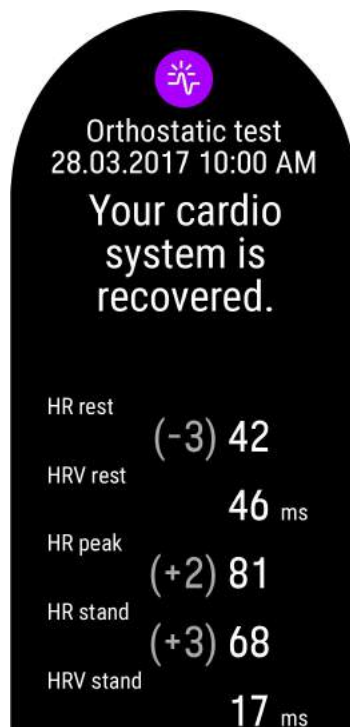 Orthostatic test
28.03.2017 10:00 AM
Your cardio
system is
recovered.
HR rest
(-3) 42
HRV rest
46 ms
HR peak
(+2) 81
HR stand
(+3) 68
HRV stand
17 ms